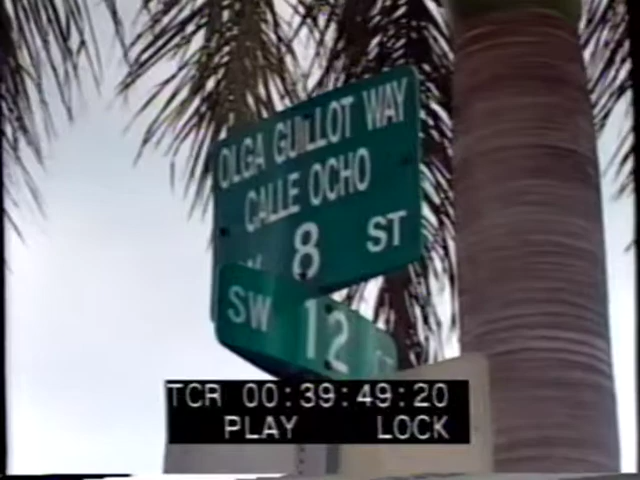 OLGA GUILLOT WAY
CALLE OCHO
8 ST
SW 12
TCR 00:39:49:20
PLAY LOCK